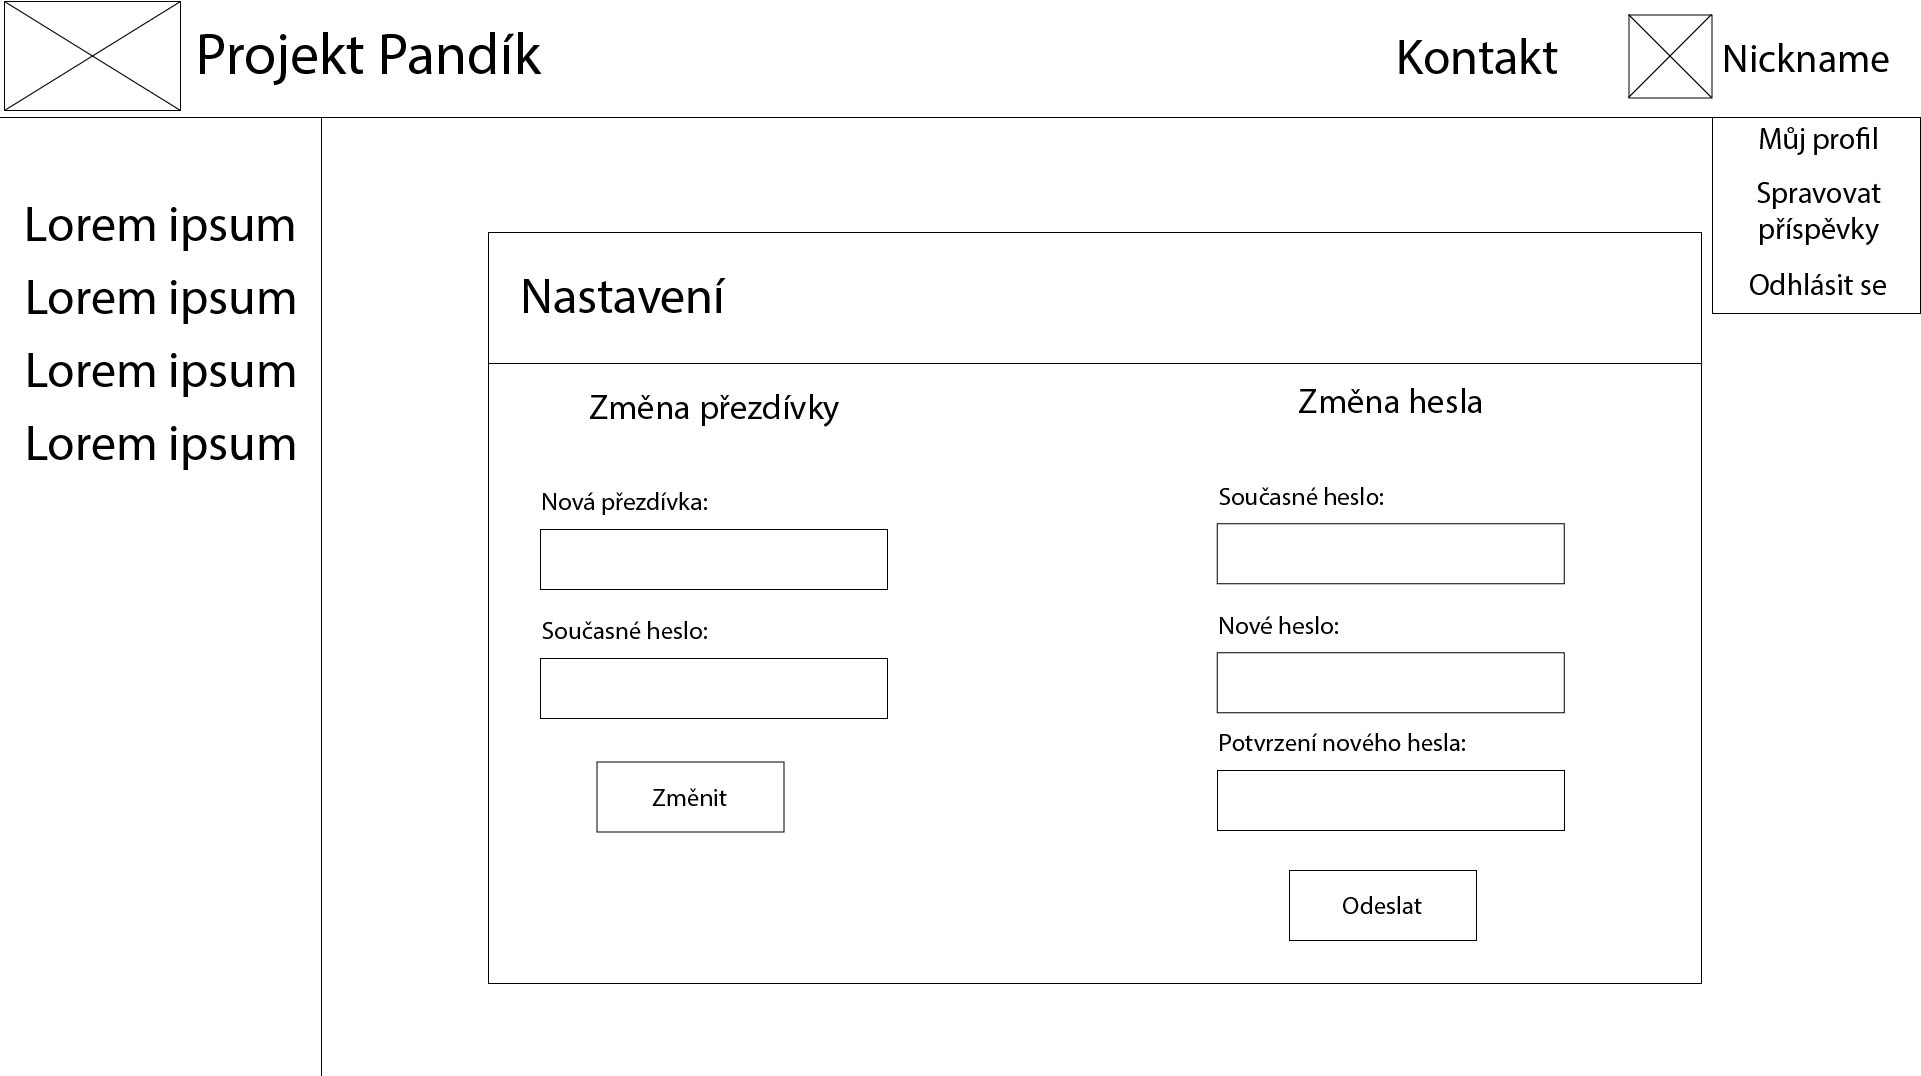 Projekt Pandík
Kontakt
Nickname
Můj profil
Spravovat
příspěvky
Odhlásit se
Lorem ipsum
Lorem ipsum
Lorem ipsum
Lorem ipsum
Nastavení
Změna přezdívky
Nová přezdívka:
Současné heslo:
Změnit
Změna hesla
Současné heslo:
Nové heslo:
Potvrzení nového hesla:
Odeslat